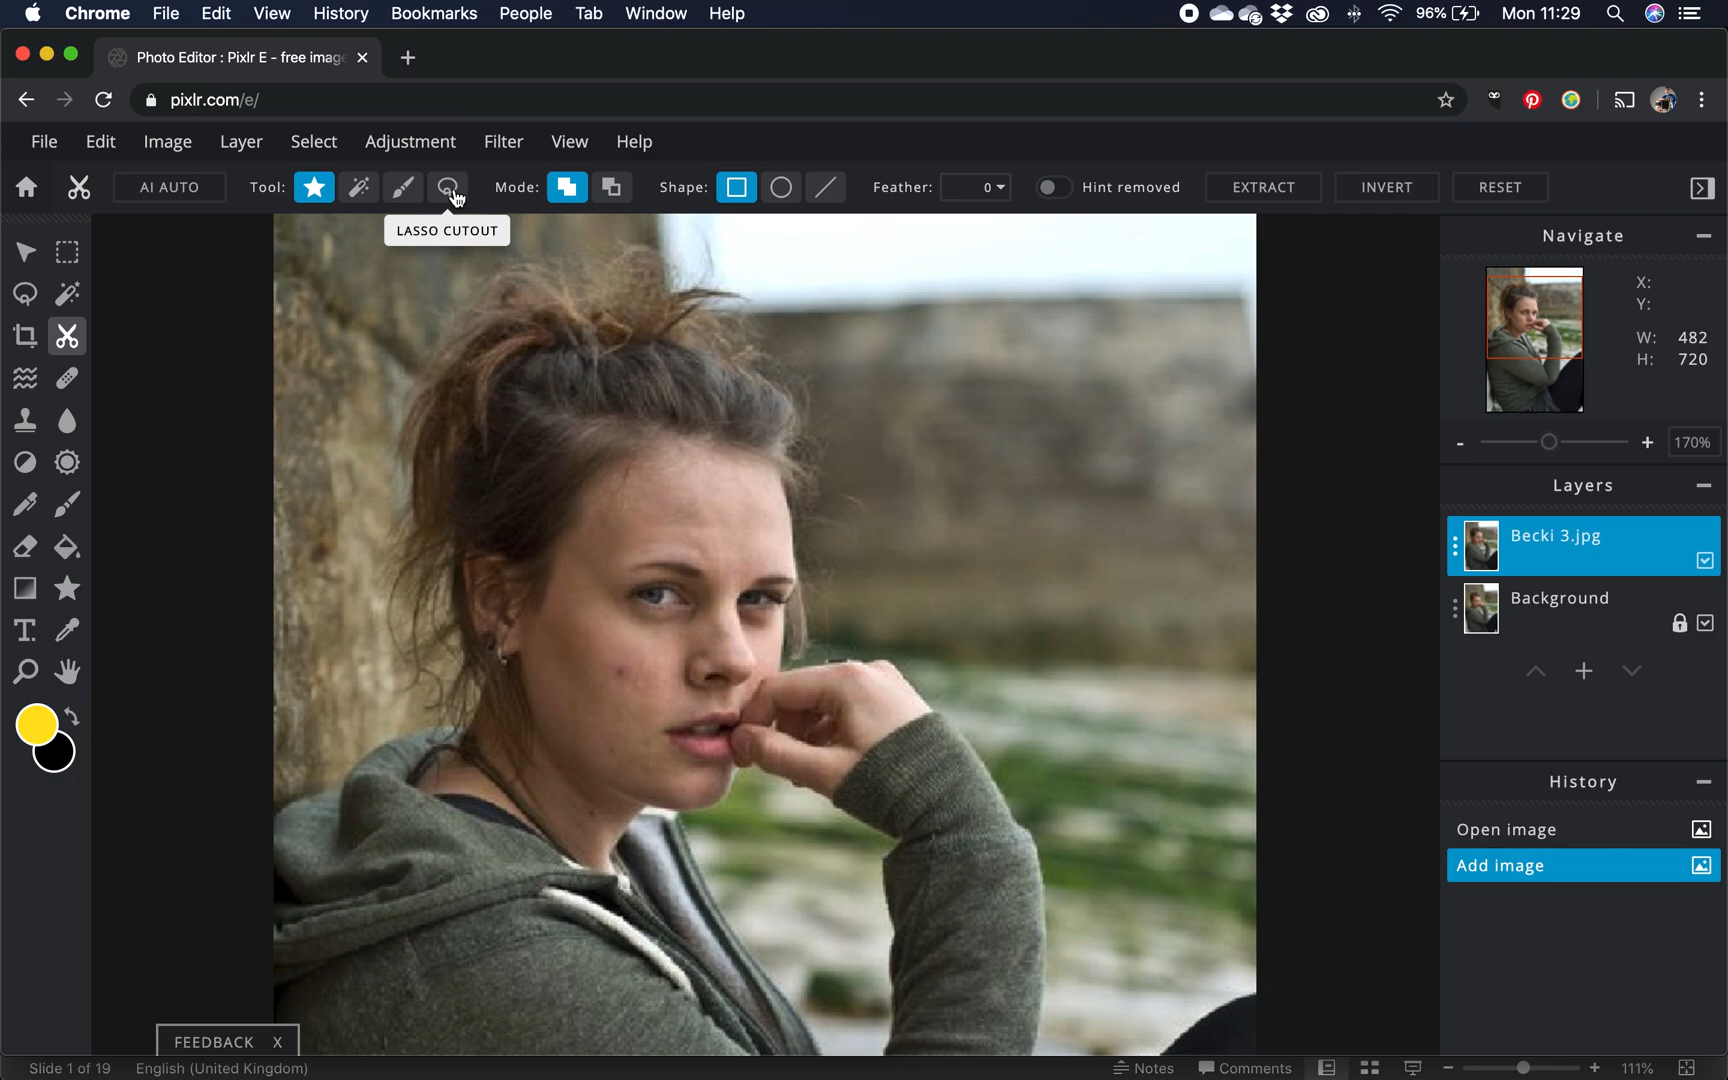 Chrome File Edit View History Bookmarks People Tab Window Help 96% Mon 11:29
Photo Editor : Pixlr E - free image
pixlr.com/e/
File Edit Image Layer Select Adjustment Filter View Help
AI AUTO Tool: Mode: Shape: Feather: 0 Hint removed EXTRACT INVERT RESET
LASSO CUTOUT
Navigate
X:
Y:
W: 482
H: 720
- + 170%
Layers
Becki 3.jpg
Background
History
Open image
Add image
FEEDBACK X
Slide 1 of 19 English (United Kingdom) Notes Comments - + 111%